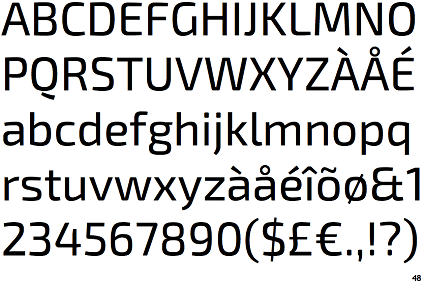 ABCDEFGHIJKLMNO
PQRSTUVWXYZÀÅÉ
abcdefghijklmnopq
rstuvwxyzàåéîõø&1
234567890($£€.,!?)
48